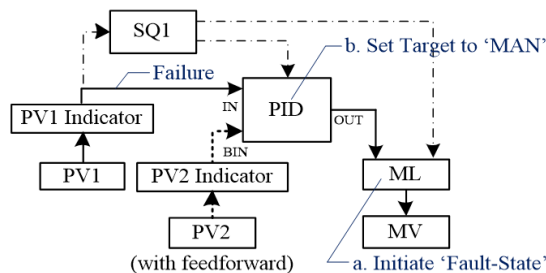 SQ1
b. Set Target to ‘MAN’
Failure
PID
IN
PV1 Indicator
OUT
BIN
PV1
PV2 Indicator
ML
PV2
MV
(with feedforward)
a. Initiate ‘Fault-State’